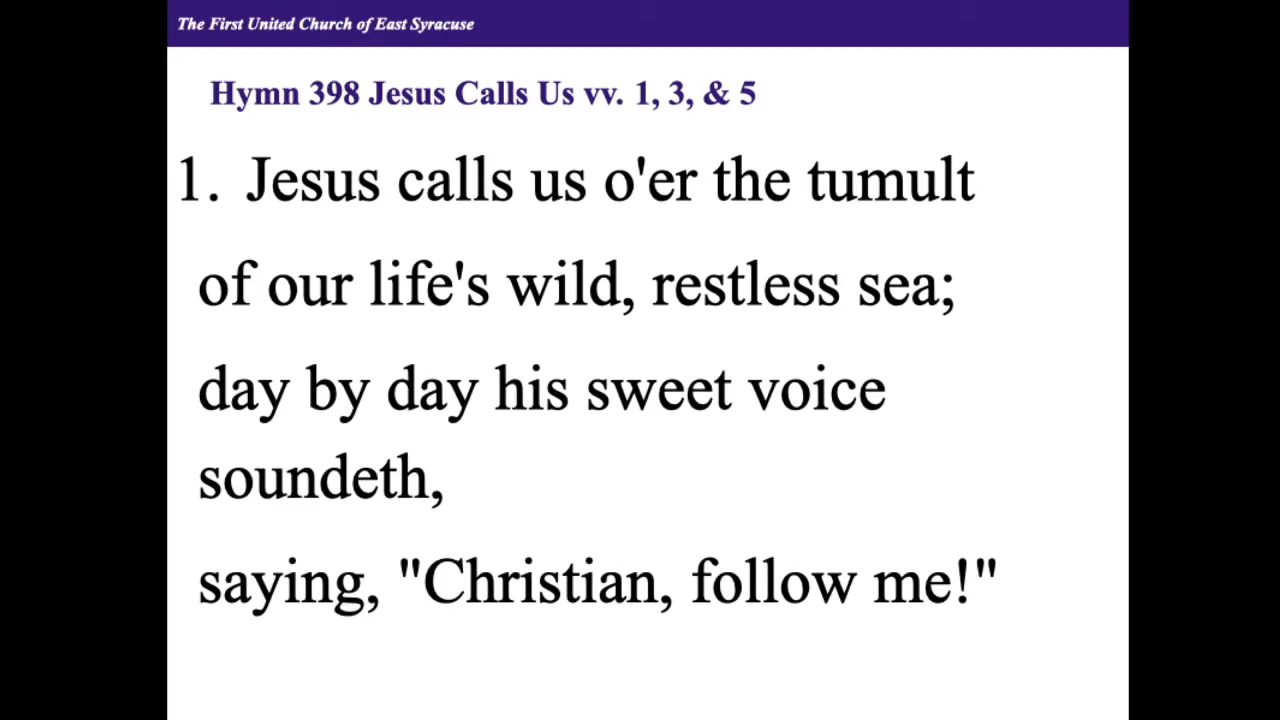 The First United Church of East Syracuse
Hymn 398 Jesus Calls Us vv. 1, 3, & 5
1. Jesus calls us o'er the tumult
of our life's wild, restless sea;
day by day his sweet voice
soundeth,
saying, "Christian, follow me!"